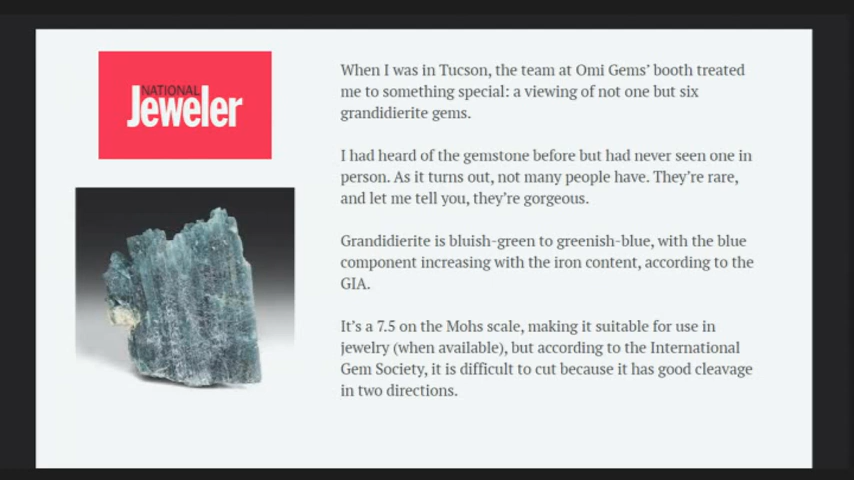 NATIONAL
Jeweler
When I was in Tucson, the team at Omi Gems’ booth treated
me to something special: a viewing of not one but six
grandidierite gems.
I had heard of the gemstone before but had never seen one in
person. As it turns out, not many people have. They’re rare,
and let me tell you, they’re gorgeous.
Grandidierite is bluish-green to greenish-blue, with the blue
component increasing with the iron content, according to the
GIA.
It’s a 7.5 on the Mohs scale, making it suitable for use in
jewelry (when available), but according to the International
Gem Society, it is difficult to cut because it has good cleavage
in two directions.